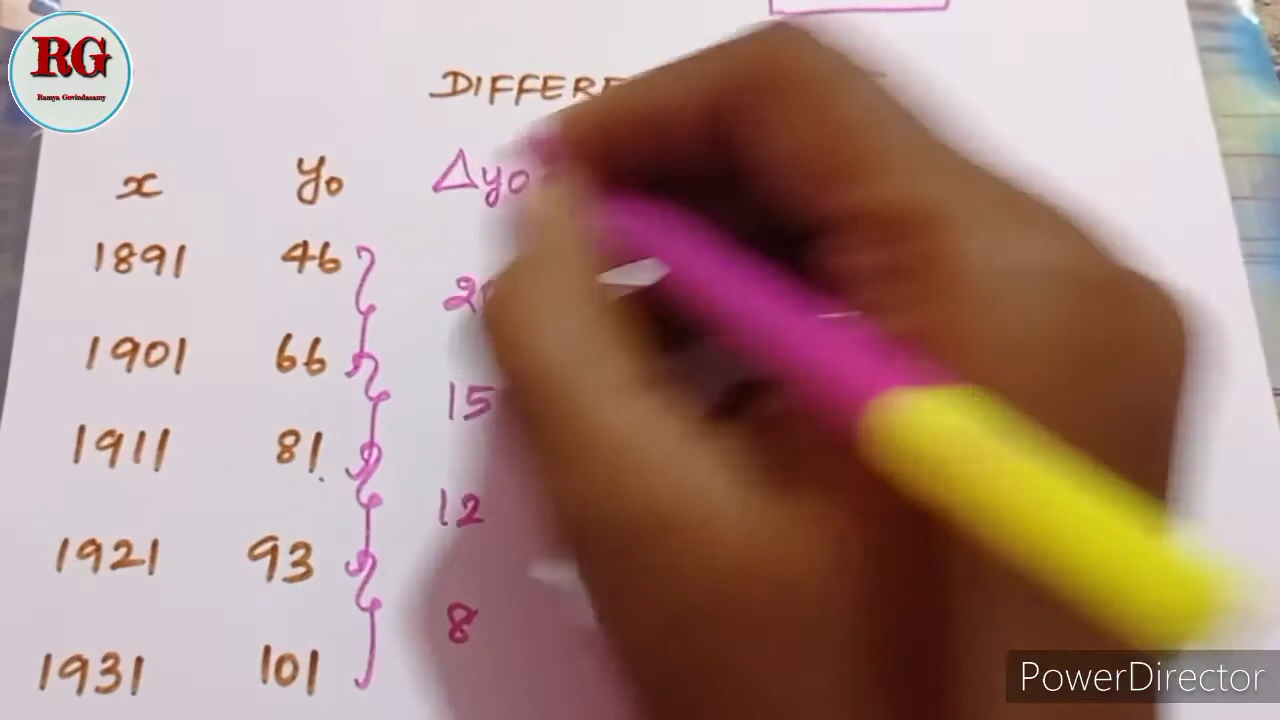 RG
Ramya Govindasamy
x y₀ Δy₀
1891 46
1901 66
15
1911 81
12
1921 93
8
1931 101
PowerDirector